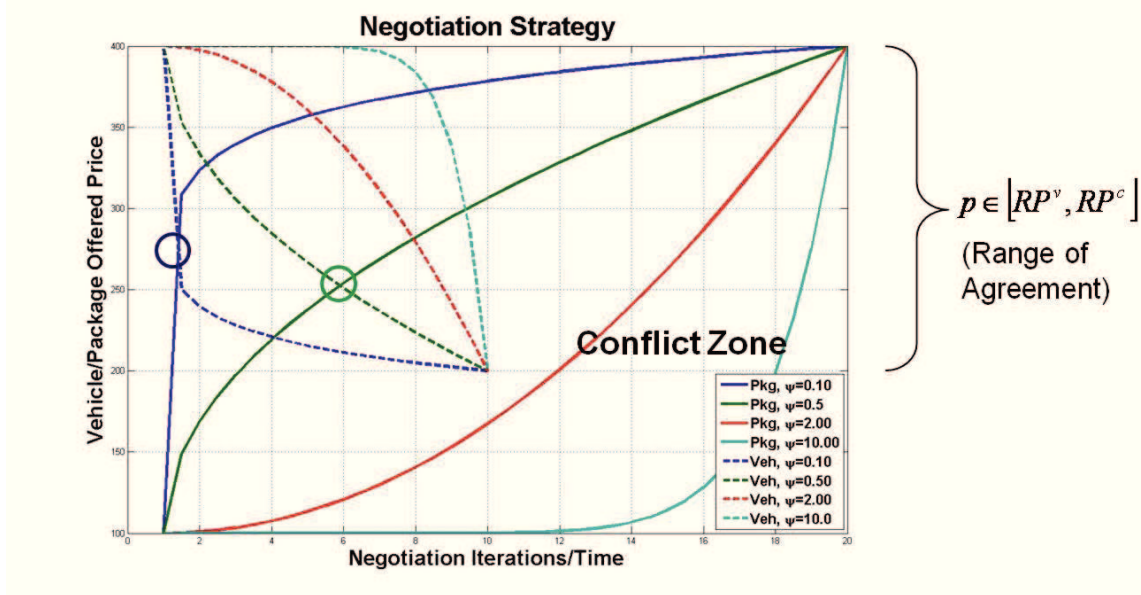 Negotiation Strategy
Vehicle/Package Offered Price
400
350
300
250
200
150
100
0
2
4
6
8
10
12
14
16
18
20
Negotiation Iterations/Time
Conflict Zone
Pkg, ψ=0.10
Pkg, ψ=0.5
Pkg, ψ=2.00
Pkg, ψ=10.00
Veh, ψ=0.10
Veh, ψ=0.50
Veh, ψ=2.00
Veh, ψ=10.0
p ∈ ⌊RPᵛ, RPᶜ⌋
(Range of
Agreement)